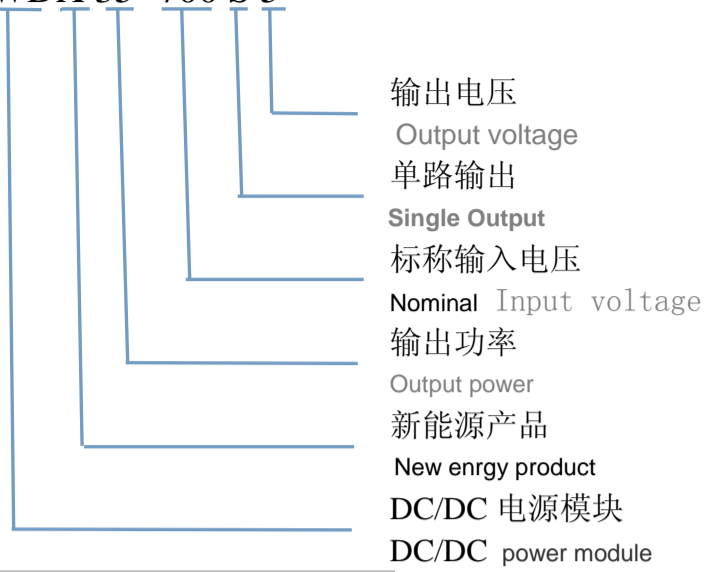 输出电压
Output voltage
单路输出
Single Output
标称输入电压
Nominal Input voltage
输出功率
Output power
新能源产品
New enrgy product
DC/DC 电源模块
DC/DC power module